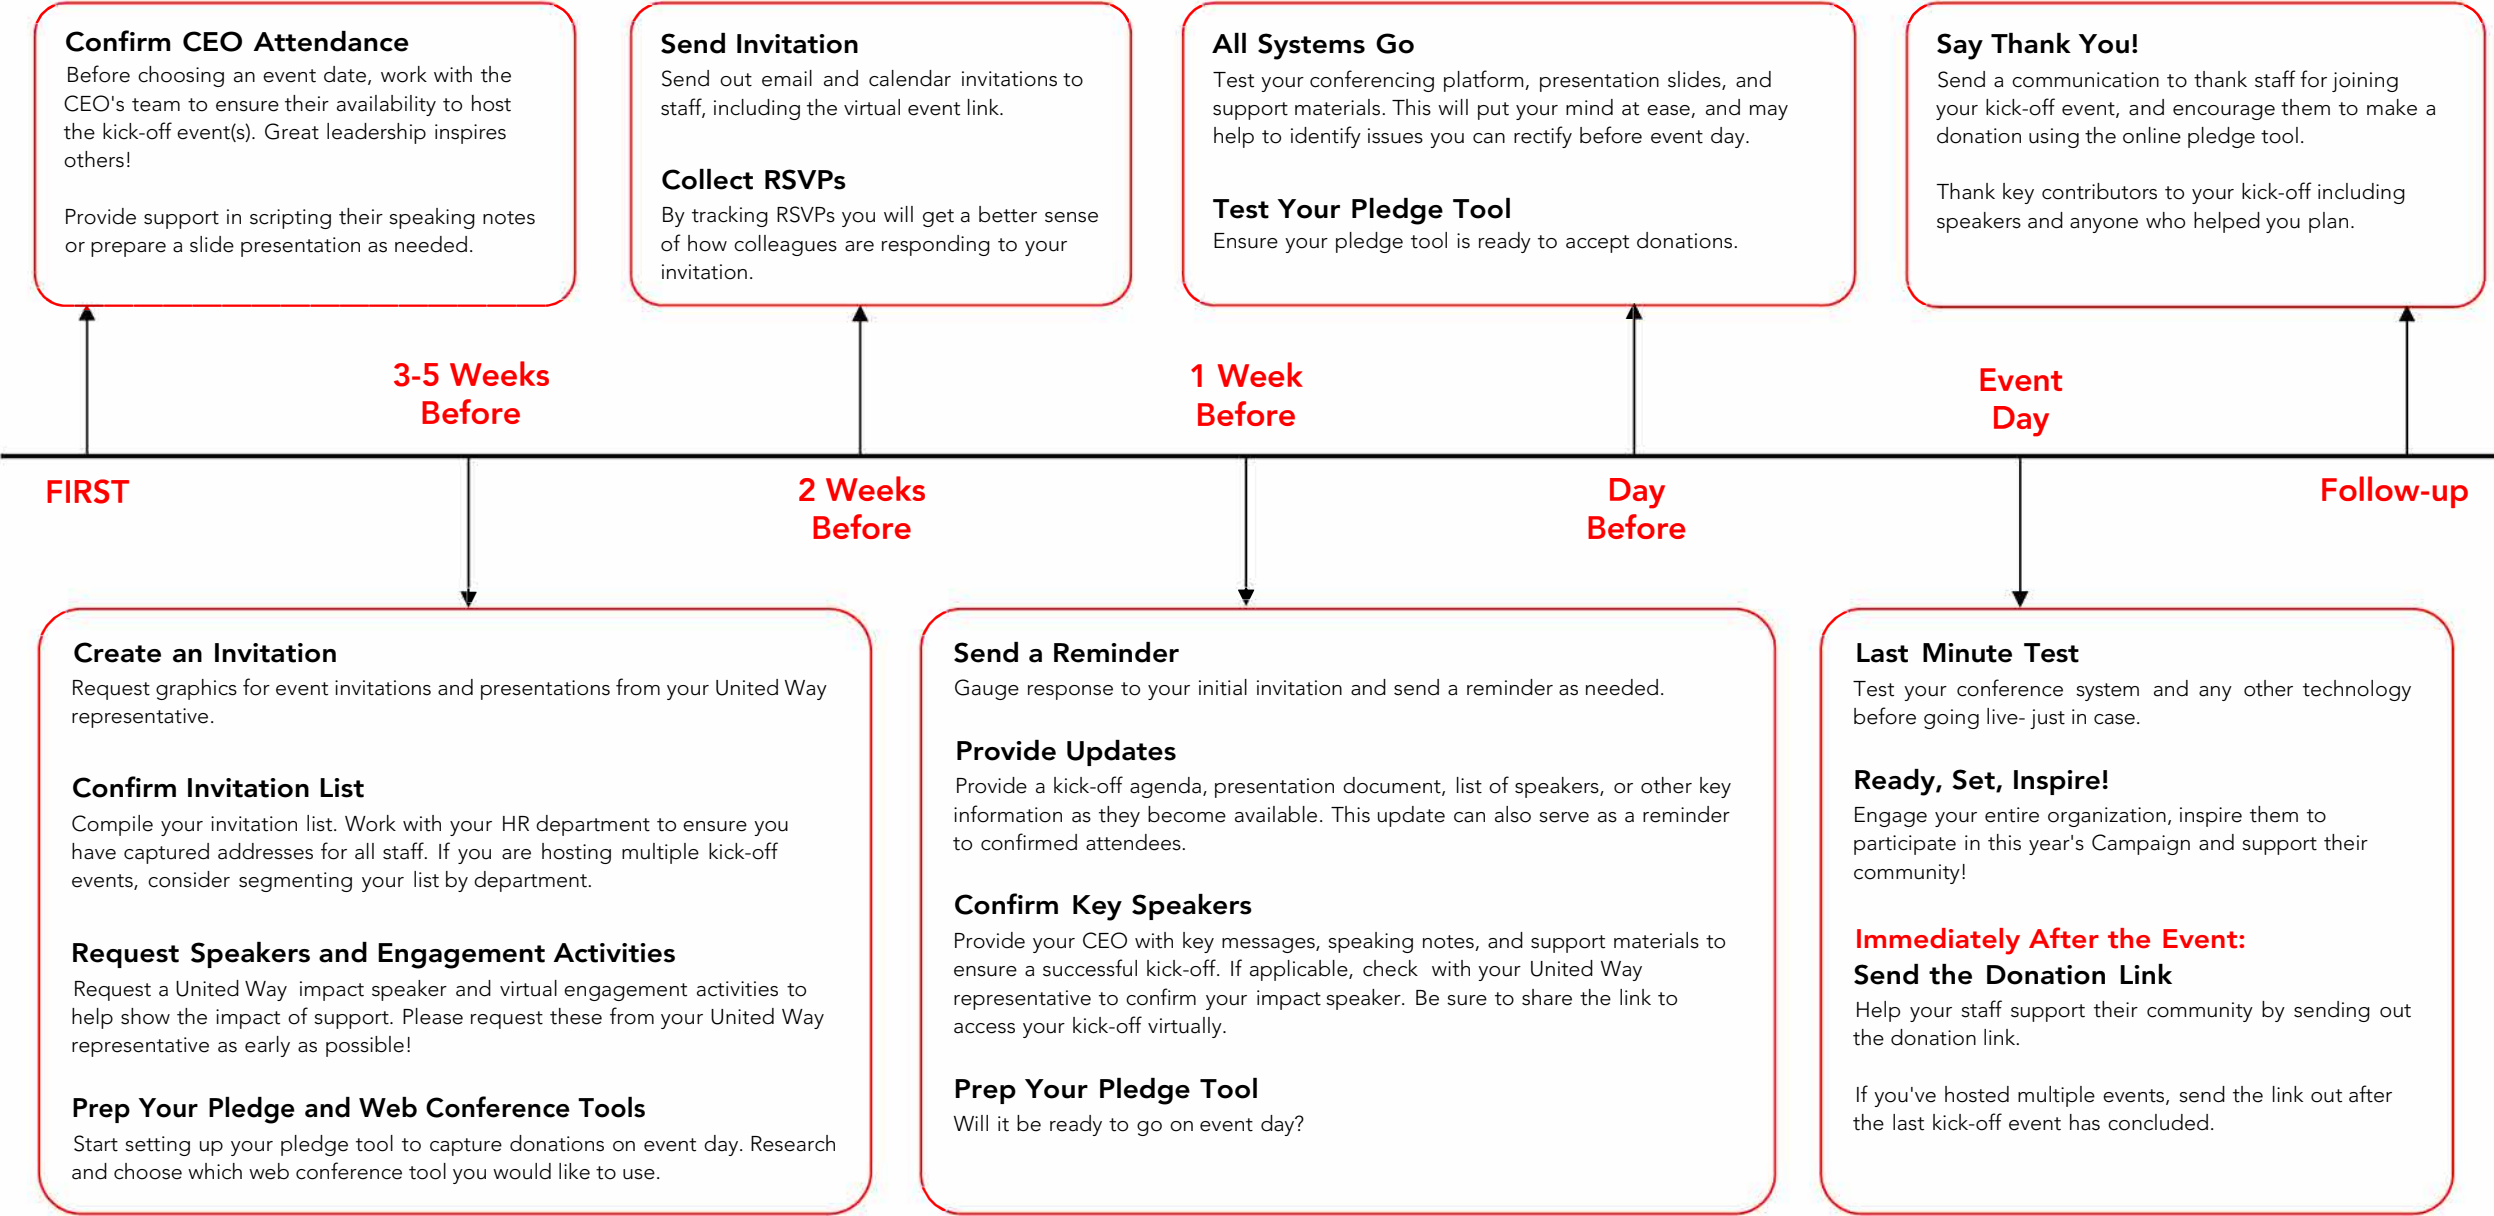 Confirm CEO Attendance
Before choosing an event date, work with the
CEO's team to ensure their availability to host
the kick-off event(s). Great leadership inspires
others!
Provide support in scripting their speaking notes
or prepare a slide presentation as needed.
Send Invitation
Send out email and calendar invitations to
staff, including the virtual event link.
Collect RSVPs
By tracking RSVPs you will get a better sense
of how colleagues are responding to your
invitation.
All Systems Go
Test your conferencing platform, presentation slides, and
support materials. This will put your mind at ease, and may
help to identify issues you can rectify before event day.
Test Your Pledge Tool
Ensure your pledge tool is ready to accept donations.
Say Thank You!
Send a communication to thank staff for joining
your kick-off event, and encourage them to make a
donation using the online pledge tool.
Thank key contributors to your kick-off including
speakers and anyone who helped you plan.
3-5 Weeks
Before
1 Week
Before
Event
Day
FIRST
2 Weeks
Before
Day
Before
Follow-up
Create an Invitation
Request graphics for event invitations and presentations from your United Way
representative.
Confirm Invitation List
Compile your invitation list. Work with your HR department to ensure you
have captured addresses for all staff. If you are hosting multiple kick-off
events, consider segmenting your list by department.
Request Speakers and Engagement Activities
Request a United Way impact speaker and virtual engagement activities to
help show the impact of support. Please request these from your United Way
representative as early as possible!
Prep Your Pledge and Web Conference Tools
Start setting up your pledge tool to capture donations on event day. Research
and choose which web conference tool you would like to use.
Send a Reminder
Gauge response to your initial invitation and send a reminder as needed.
Provide Updates
Provide a kick-off agenda, presentation document, list of speakers, or other key
information as they become available. This update can also serve as a reminder
to confirmed attendees.
Confirm Key Speakers
Provide your CEO with key messages, speaking notes, and support materials to
ensure a successful kick-off. If applicable, check with your United Way
representative to confirm your impact speaker. Be sure to share the link to
access your kick-off virtually.
Prep Your Pledge Tool
Will it be ready to go on event day?
Last Minute Test
Test your conference system and any other technology
before going live- just in case.
Ready, Set, Inspire!
Engage your entire organization, inspire them to
participate in this year's Campaign and support their
community!
Immediately After the Event:
Send the Donation Link
Help your staff support their community by sending out
the donation link.
If you've hosted multiple events, send the link out after
the last kick-off event has concluded.